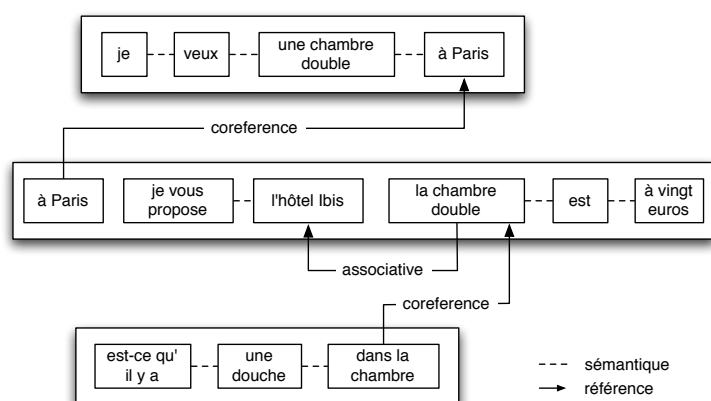 je
veux
une chambre
double
à Paris
coreference
à Paris
je vous
propose
l'hôtel Ibis
la chambre
double
est
à vingt
euros
associative
coreference
est-ce qu'
il y a
une
douche
dans la
chambre
sémantique
référence